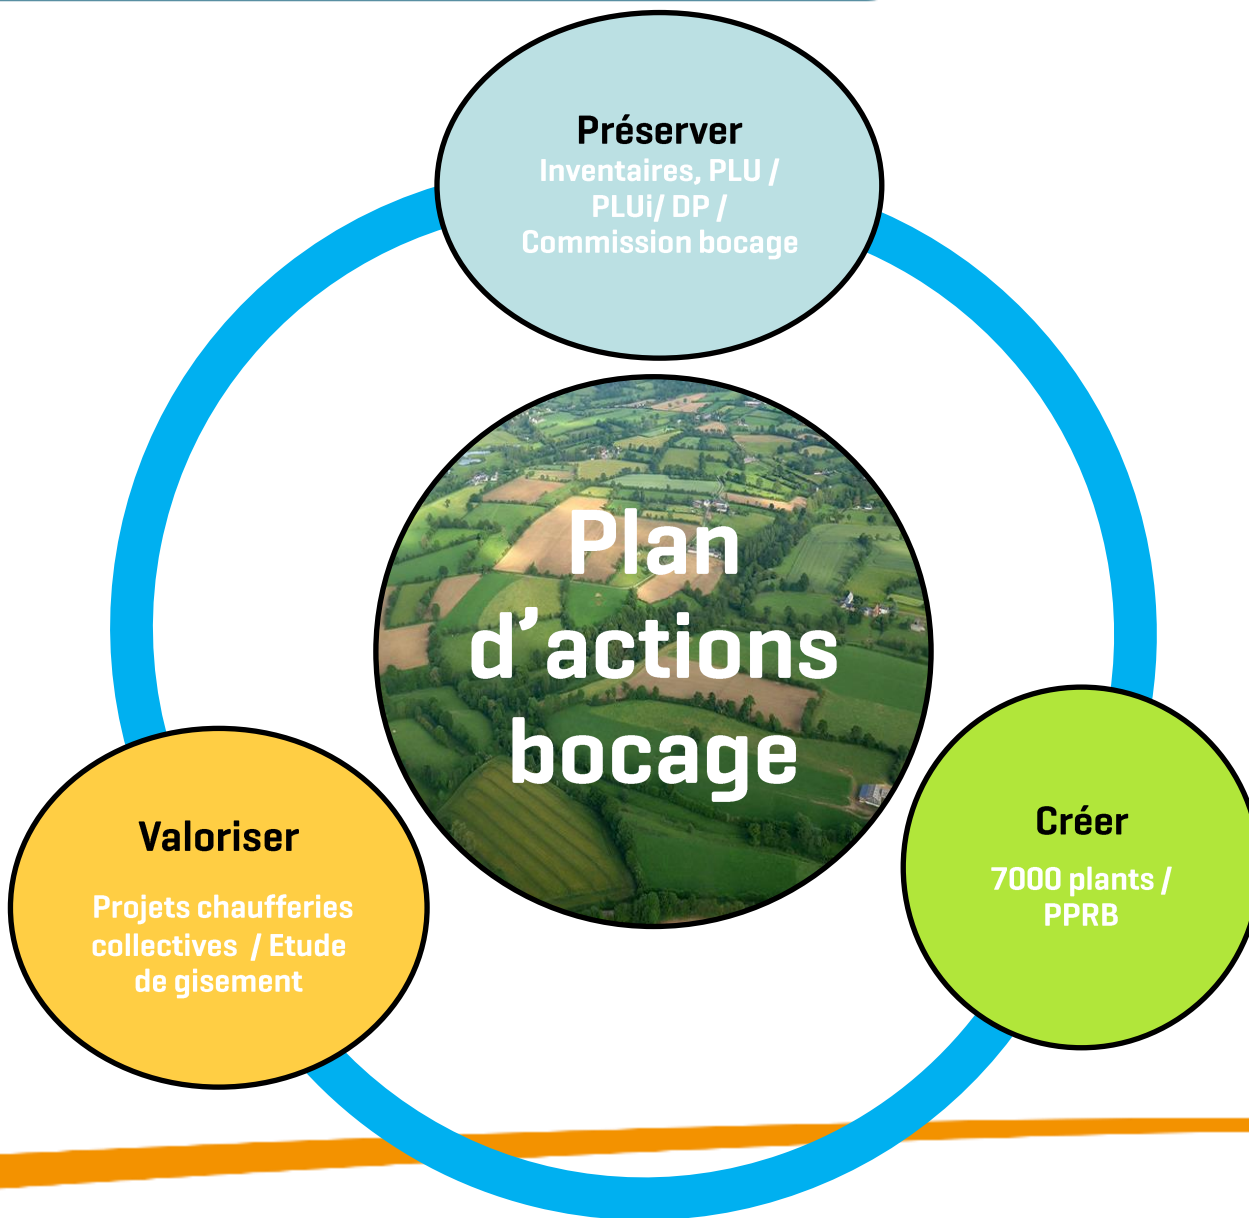 Préserver
Inventaires, PLU /
PLUi/ DP /
Commission bocage
Plan
d’actions
bocage
Valoriser
Projets chaufferies
collectives / Etude
de gisement
Créer
7000 plants /
PPRB